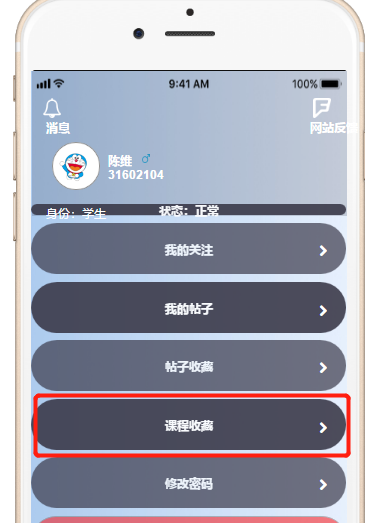 9:41 AM 100%
消息 网站反
陈维
31602104
身份：学生 状态：正常
我的关注
我的帖子
帖子收藏
课程收藏
修改密码